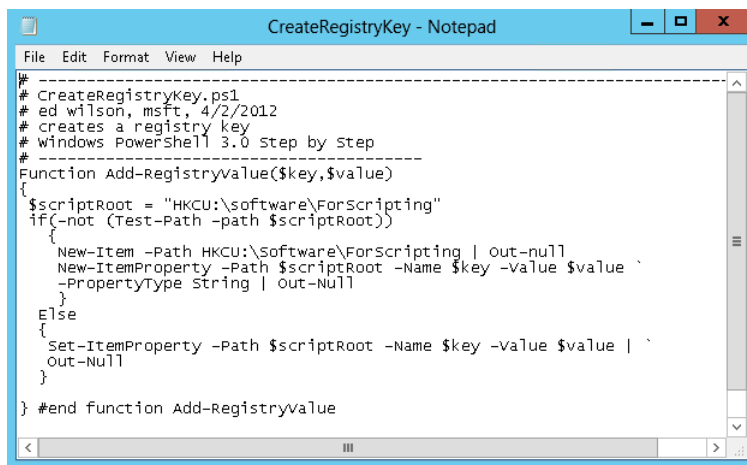 CreateRegistryKey - Notepad
File Edit Format View Help
# ------------------------------------------------------------------------
# CreateRegistryKey.ps1
# ed wilson, msft, 4/2/2012
# creates a registry key
# Windows PowerShell 3.0 Step by Step
# ----------------------------------------
Function Add-RegistryValue($key,$value)
{
 $scriptRoot = "HKCU:\software\ForScripting"
 if(-not (Test-Path -path $scriptRoot))
   {
    New-Item -Path HKCU:\Software\ForScripting | Out-null
    New-ItemProperty -Path $scriptRoot -Name $key -Value $value `
    -PropertyType String | Out-Null
    }
  Else
  {
   Set-ItemProperty -Path $scriptRoot -Name $key -Value $value | `
   Out-Null
  }

} #end function Add-RegistryValue